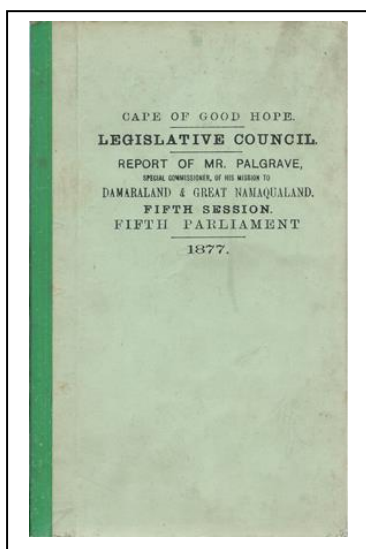 CAPE OF GOOD HOPE.
LEGISLATIVE COUNCIL.
REPORT OF MR. PALGRAVE,
SPECIAL COMMISSIONER, OF HIS MISSION TO
DAMARALAND & GREAT NAMAQUALAND.
FIFTH SESSION.
FIFTH PARLIAMENT
1877.